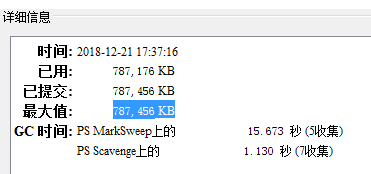 详细信息
时间: 2018-12-21 17:37:16
已用: 787, 176 KB
已提交: 787, 456 KB
最大值: 787, 456 KB
GC 时间: PS MarkSweep上的 15. 673 秒 (5收集)
PS Scavenge上的 1. 130 秒 (7收集)